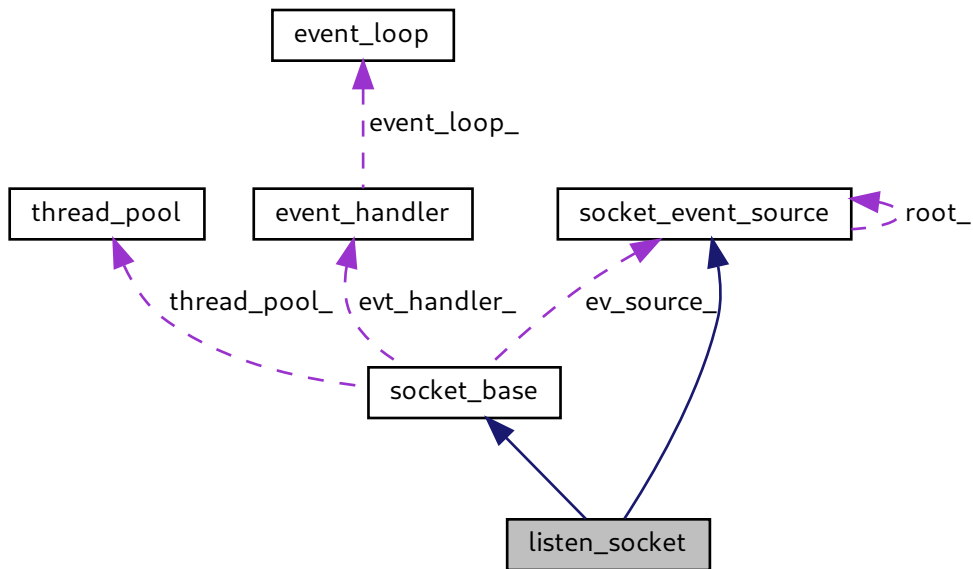 event_loop
event_loop_
thread_pool
event_handler
socket_event_source
root_
thread_pool_
evt_handler_
ev_source_
socket_base
listen_socket